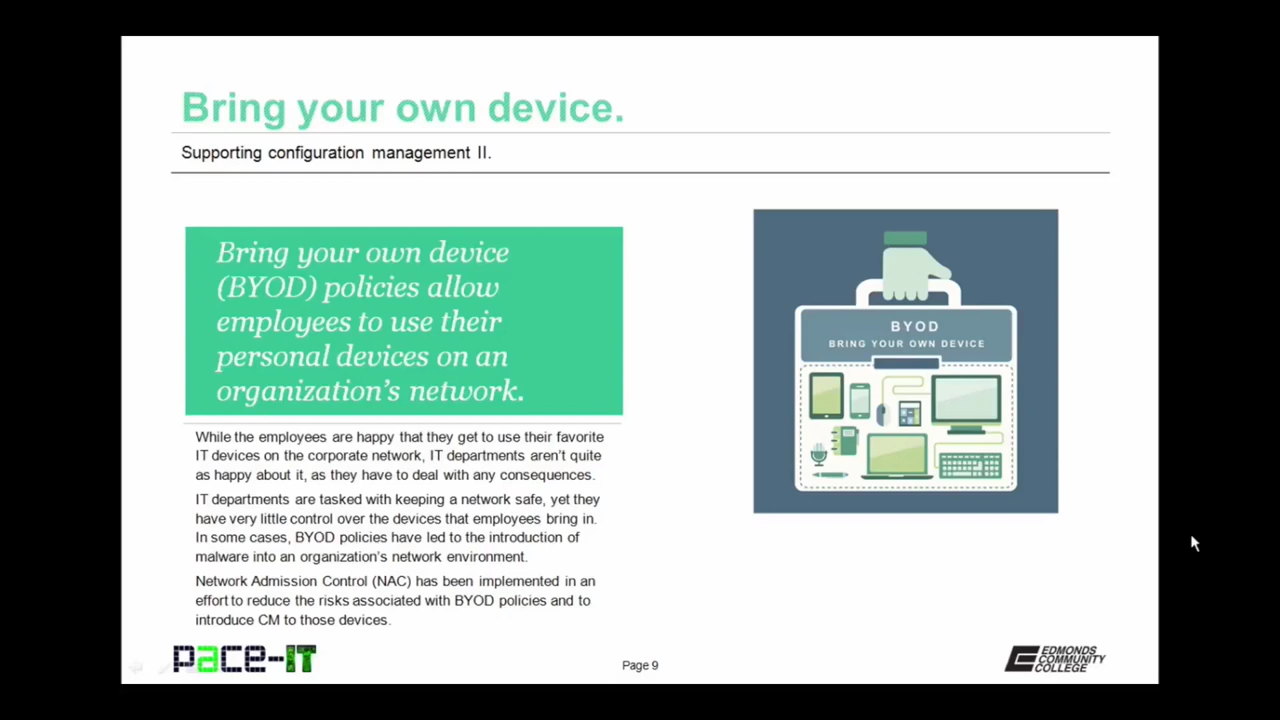 Bring your own device.
Supporting configuration management II.
Bring your own device
(BYOD) policies allow
employees to use their
personal devices on an
organization’s network.
While the employees are happy that they get to use their favorite
IT devices on the corporate network, IT departments aren’t quite
as happy about it, as they have to deal with any consequences.
IT departments are tasked with keeping a network safe, yet they
have very little control over the devices that employees bring in.
In some cases, BYOD policies have led to the introduction of
malware into an organization’s network environment.
Network Admission Control (NAC) has been implemented in an
effort to reduce the risks associated with BYOD policies and to
introduce CM to those devices.
BYOD
BRING YOUR OWN DEVICE
pace-IT
Page 9
EDMONDS
COMMUNITY
COLLEGE